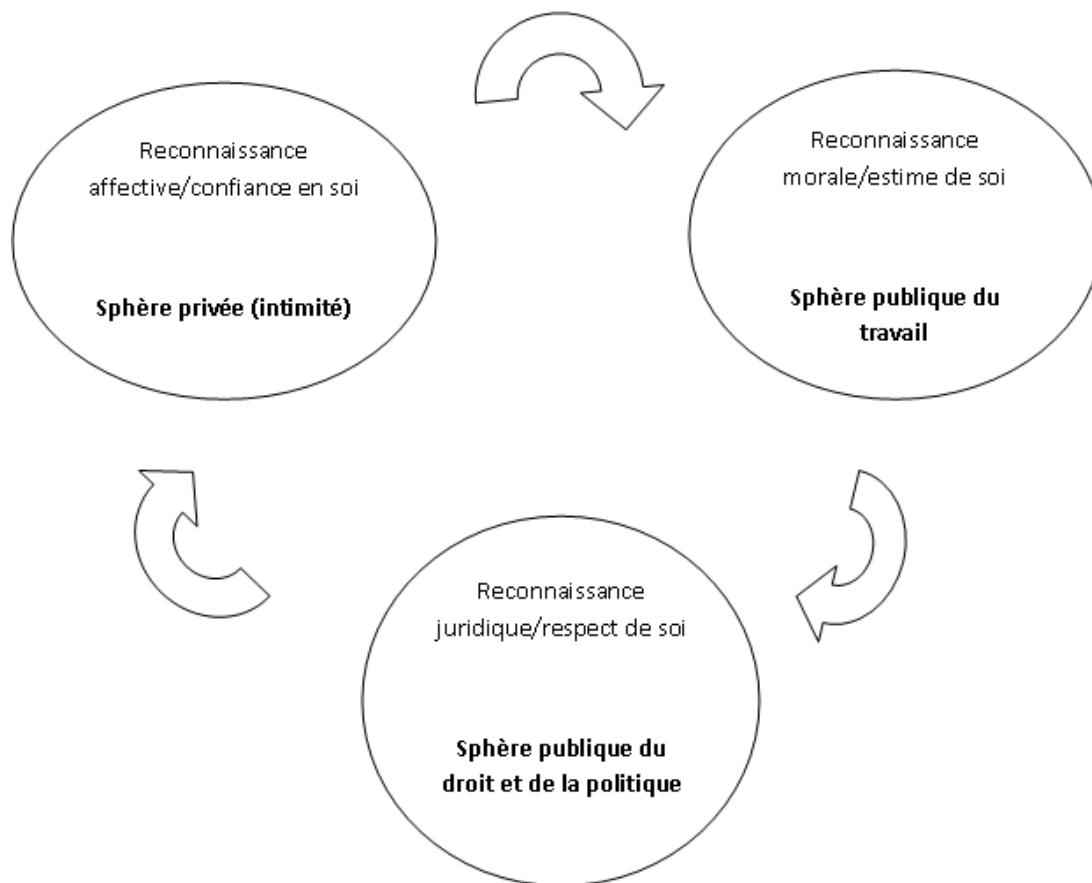 Reconnaissance
affective/confiance en soi
Sphère privée (intimité)
Reconnaissance
morale/estime de soi
Sphère publique du
travail
Reconnaissance
juridique/respect de soi
Sphère publique du
droit et de la politique